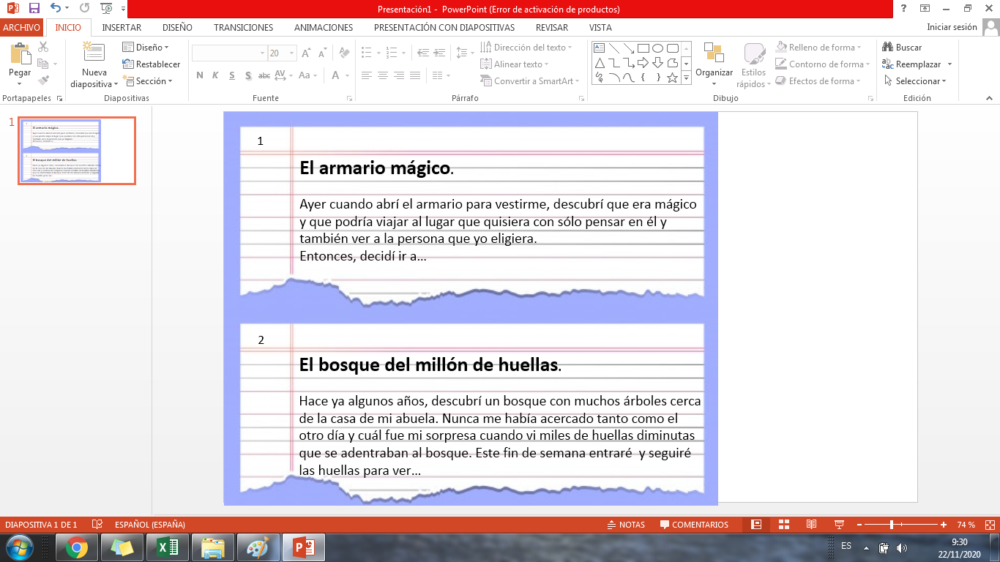 Presentación1 - PowerPoint (Error de activación de productos)
ARCHIVO INICIO INSERTAR DISEÑO TRANSICIONES ANIMACIONES PRESENTACIÓN CON DIAPOSITIVAS REVISAR VISTA Iniciar sesión
Pegar
Nueva diapositiva
Diseño
Restablecer
Sección
20
N K S S abc AV Aa A
Dirección del texto
Alinear texto
Convertir a SmartArt
Organizar
Estilos rápidos
Relleno de forma
Contorno de forma
Efectos de forma
Buscar
Reemplazar
Seleccionar
Portapapeles Diapositivas Fuente Párrafo Dibujo Edición
1
1
El armario mágico.
Ayer cuando abrí el armario para vestirme, descubrí que era mágico
y que podría viajar al lugar que quisiera con sólo pensar en él y
también ver a la persona que yo eligiera.
Entonces, decidí ir a...
2
El bosque del millón de huellas.
Hace ya algunos años, descubrí un bosque con muchos árboles cerca
de la casa de mi abuela. Nunca me había acercado tanto como el
otro día y cuál fue mi sorpresa cuando vi miles de huellas diminutas
que se adentraban al bosque. Este fin de semana entraré  y seguiré
las huellas para ver...
DIAPOSITIVA 1 DE 1 ESPAÑOL (ESPAÑA) NOTAS COMENTARIOS 74 %
ES 9:30
22/11/2020